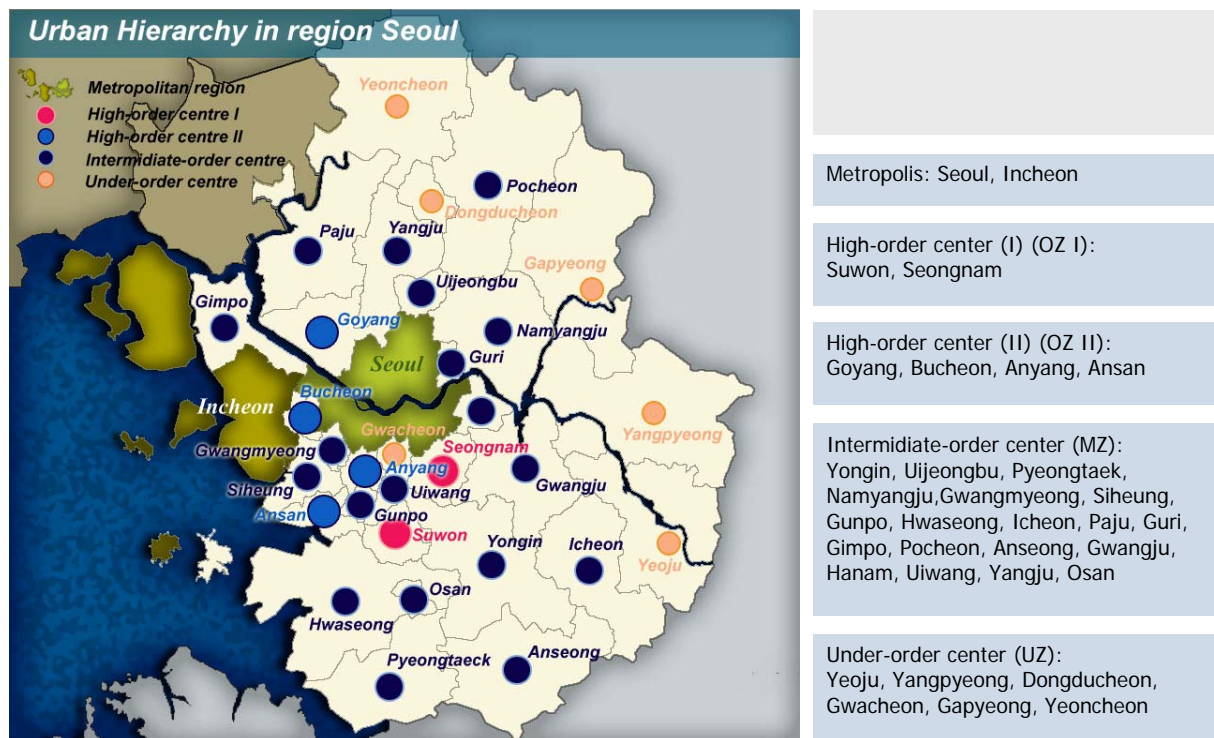 Urban Hierarchy in region Seoul
Metropolitan region
High-order centre I
High-order centre II
Intermidiate-order centre
Under-order centre
Yeoncheon
Pocheon
Dongducheon
Paju
Yangju
Gapyeong
Uijeongbu
Gimpo
Goyang
Namyangju
Seoul
Guri
Bucheon
Incheon
Yangpyeong
Gwacheon
Seongnam
Gwangmyeong
Anyang
Siheung
Uiwang
Gwangju
Ansan
Gunpo
Suwon
Yongin
Icheon
Yeoju
Osan
Hwaseong
Pyeongtaeck
Anseong
Metropolis: Seoul, Incheon
High-order center (I) (OZ I):
Suwon, Seongnam
High-order center (II) (OZ II):
Goyang, Bucheon, Anyang, Ansan
Intermidiate-order center (MZ):
Yongin, Uijeongbu, Pyeongtaek,
Namyangju,Gwangmyeong, Siheung,
Gunpo, Hwaseong, Icheon, Paju, Guri,
Gimpo, Pocheon, Anseong, Gwangju,
Hanam, Uiwang, Yangju, Osan
Under-order center (UZ):
Yeoju, Yangpyeong, Dongducheon,
Gwacheon, Gapyeong, Yeoncheon